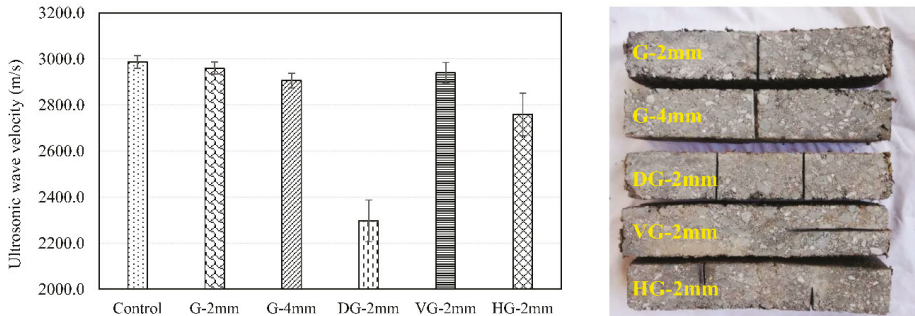 Ultrosonic wave velocity (m/s)
3200.0
3000.0
2800.0
2600.0
2400.0
2200.0
2000.0
Control G-2mm G-4mm DG-2mm VG-2mm HG-2mm
G-2mm
G-4mm
DG-2mm
VG-2mm
HG-2mm